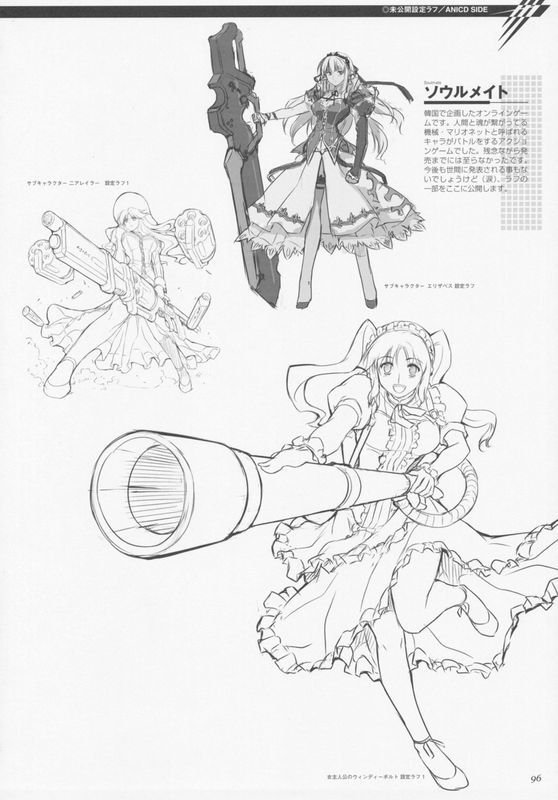 ◎未公開設定ラフ／ANICD SIDE
Soulmate
ソウルメイト
韓国で企画したオンラインゲー
ムです。人間と魂が繋がってる
機械・マリオネットと呼ばれる
キャラがバトルをするアクショ
ンゲームでした。残念ながら発
売までには至らなかったです。
今後も世間に発表される事もな
いでしょうけど（涙）、ラフの
一部をここに公開します。
サブキャラクター ニアレイラー 設定ラフ1
サブキャラクター エリザベス 設定ラフ
女主人公のウィンディーボルト 設定ラフ1
96